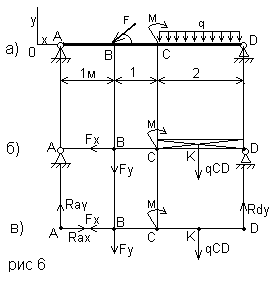 y
F
M
q
а) 0 x A B C D
1м 1 2
M
б) Fx B C K D
A
Fy qCD
Ray Fx B M Rdy
в) A C K D
Rax Fy qCD
рис 6